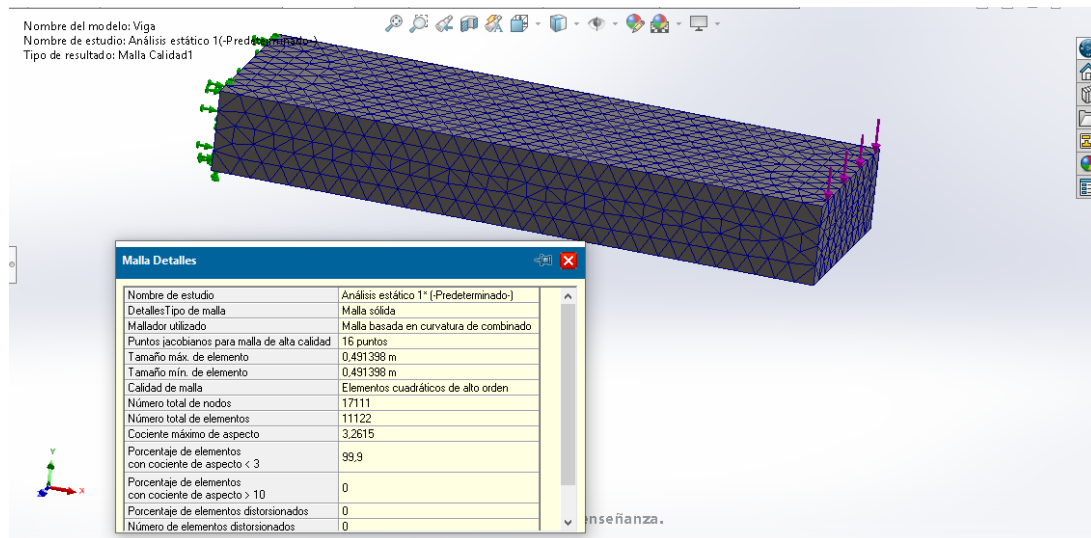 Nombre del modelo: Viga
Nombre de estudio: Análisis estático 1(-Predeterminado-)
Tipo de resultado: Malla Calidad1
Malla Detalles
Nombre de estudio Análisis estático 1* (-Predeterminado-)
DetallesTipo de malla Malla sólida
Mallador utilizado Malla basada en curvatura de combinado
Puntos jacobianos para malla de alta calidad 16 puntos
Tamaño máx. de elemento 0,491398 m
Tamaño mín. de elemento 0,491398 m
Calidad de malla Elementos cuadráticos de alto orden
Número total de nodos 17111
Número total de elementos 11122
Cociente máximo de aspecto 3,2615
Porcentaje de elementos
con cociente de aspecto < 3 99,9
Porcentaje de elementos
con cociente de aspecto > 10 0
Porcentaje de elementos distorsionados 0
Número de elementos distorsionados 0
Y
X
enseñanza.